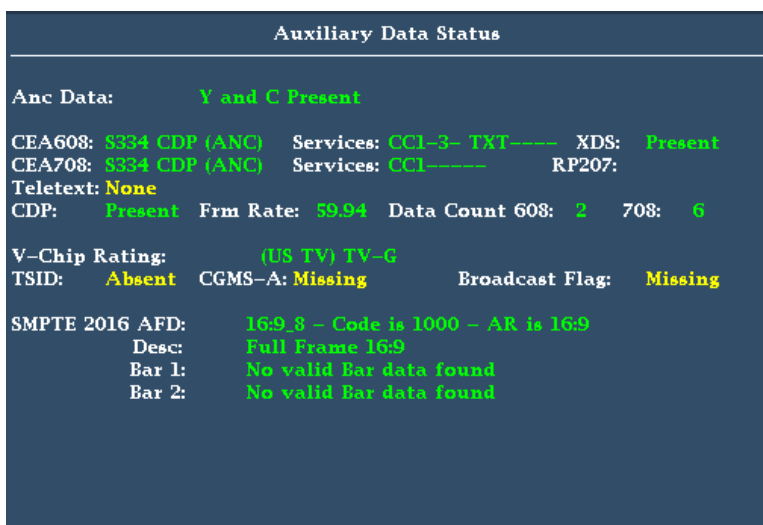 Auxiliary Data Status
Anc Data: Y and C Present
CEA608: S334 CDP (ANC) Services: CC1-3- TXT---- XDS: Present
CEA708: S334 CDP (ANC) Services: CC1----- RP207:
Teletext: None
CDP: Present Frm Rate: 59.94 Data Count 608: 2 708: 6
V-Chip Rating: (US TV) TV-G
TSID: Absent CGMS-A: Missing Broadcast Flag: Missing
SMPTE 2016 AFD: 16:9_8 - Code is 1000 - AR is 16:9
Desc: Full Frame 16:9
Bar 1: No valid Bar data found
Bar 2: No valid Bar data found